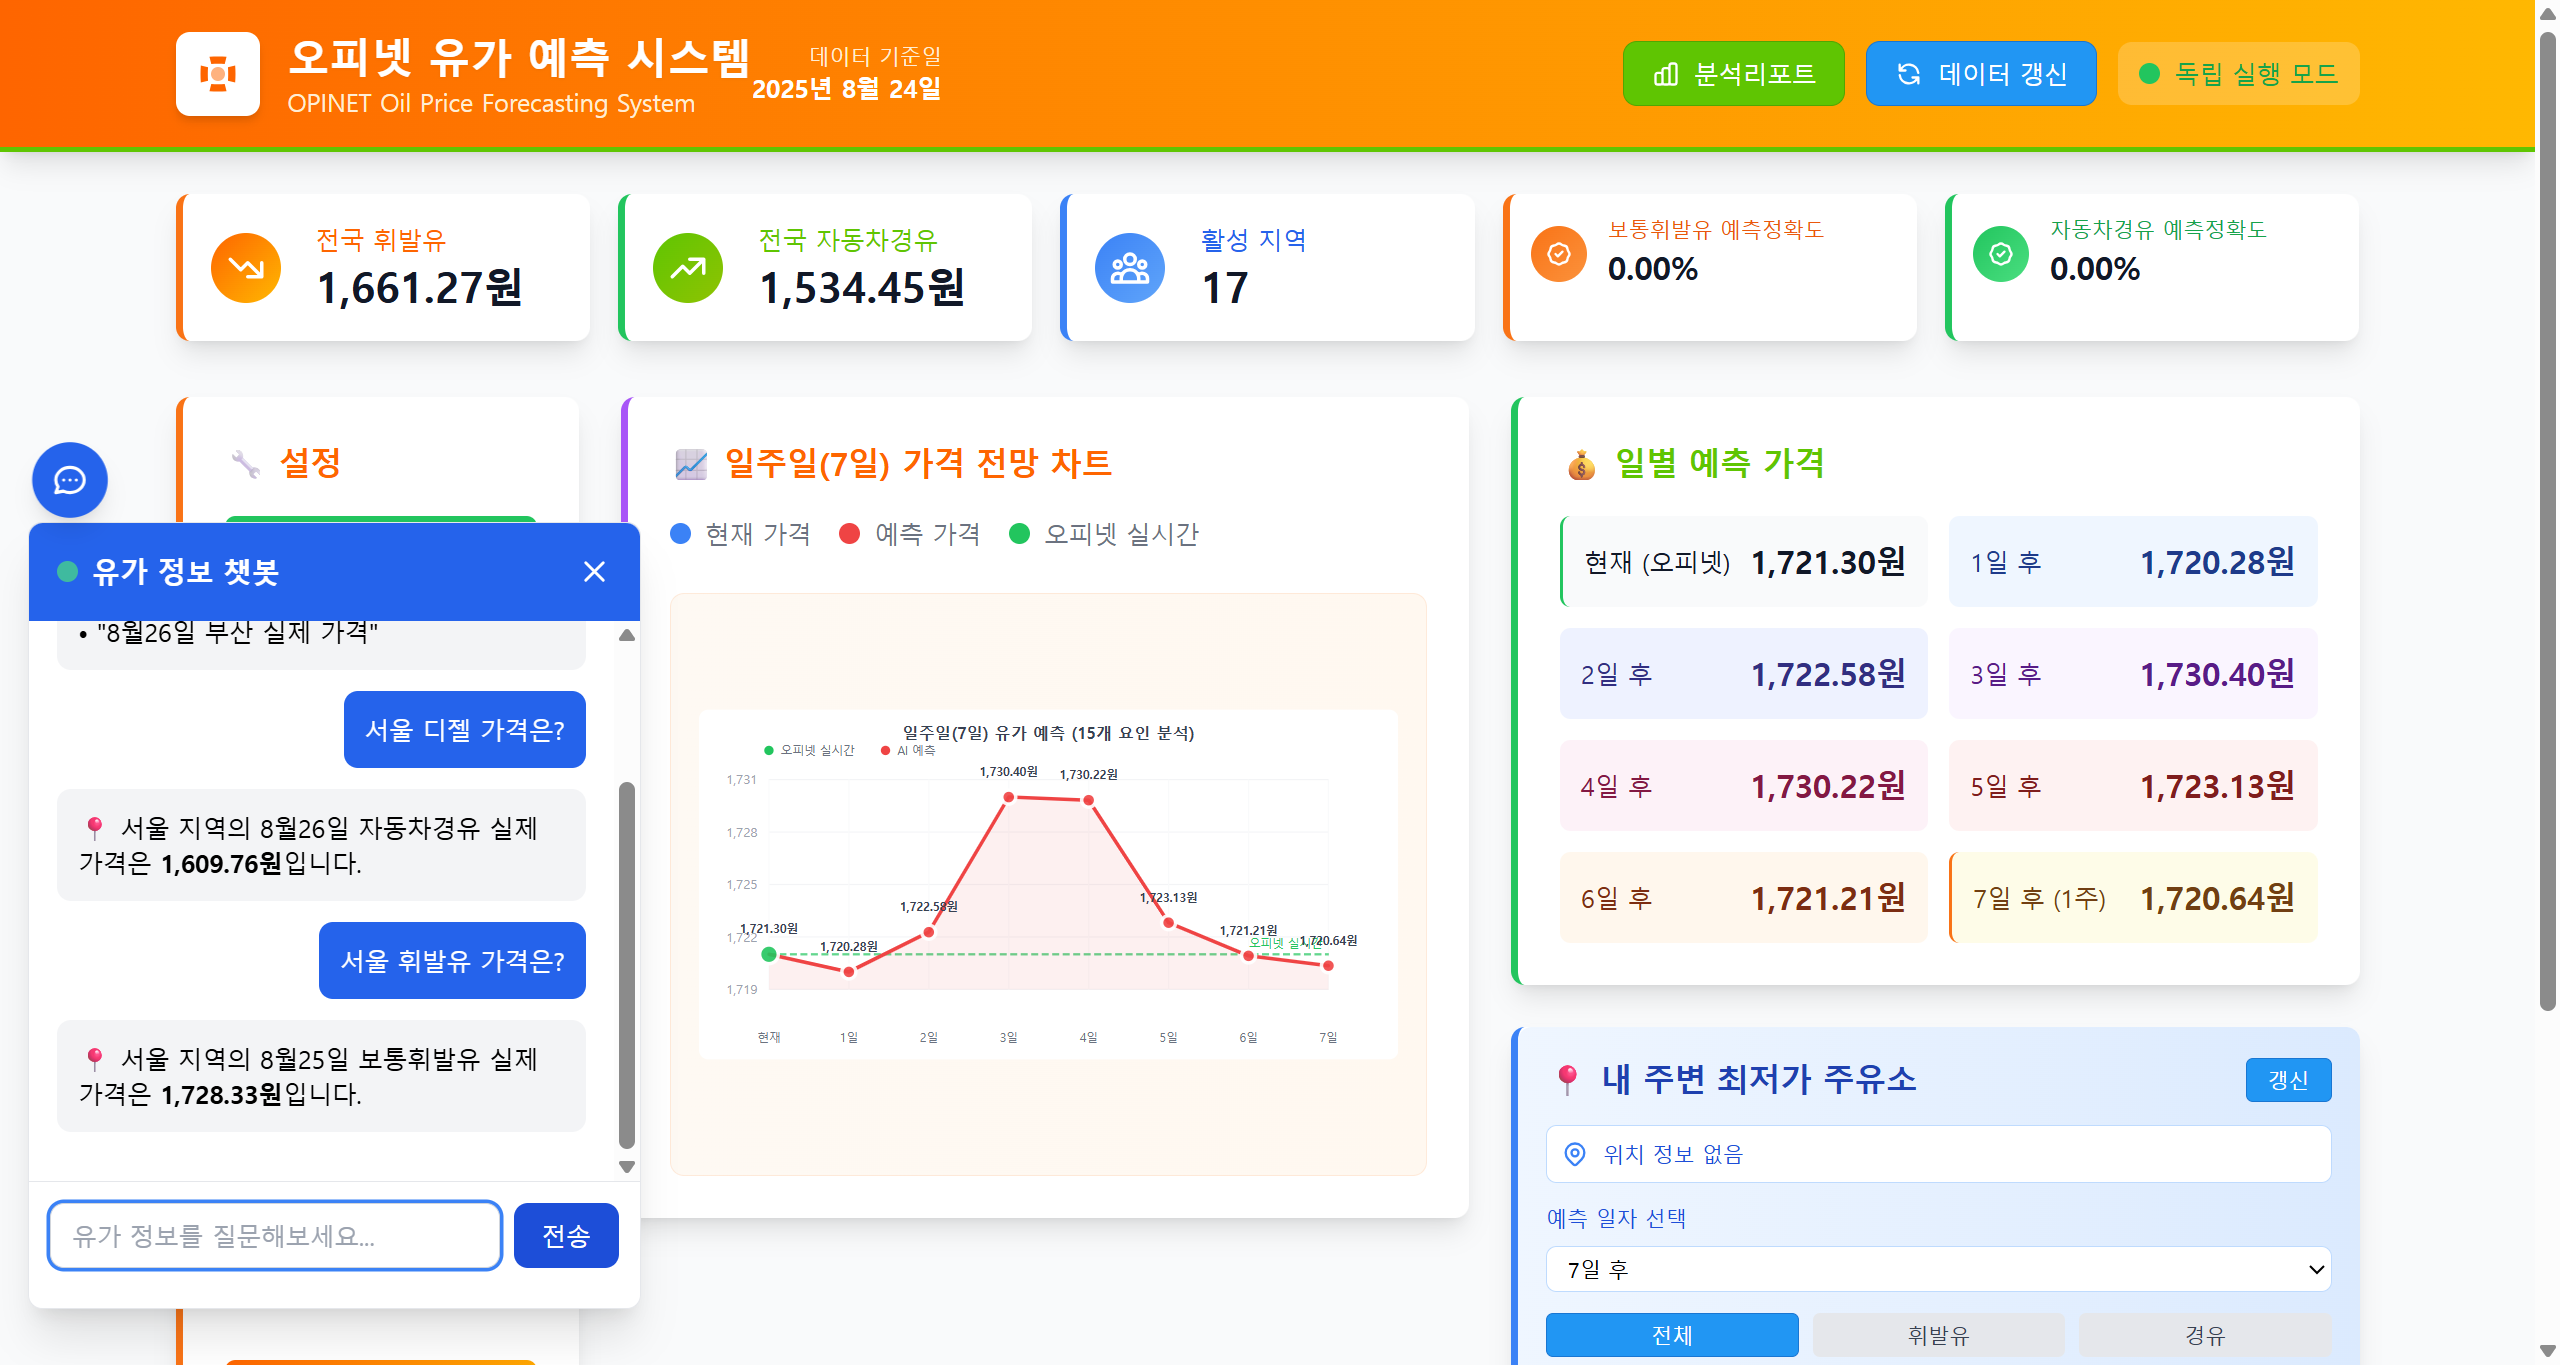 오피넷 유가 예측 시스템
OPINET Oil Price Forecasting System
데이터 기준일
2025년 8월 24일
분석리포트
데이터 갱신
독립 실행 모드
전국 휘발유
1,661.27원
전국 자동차경유
1,534.45원
활성 지역
17
보통휘발유 예측정확도
0.00%
자동차경유 예측정확도
0.00%
설정
유가 정보 챗봇
• "8월26일 부산 실제 가격"
서울 디젤 가격은?
서울 지역의 8월26일 자동차경유 실제
가격은 1,609.76원입니다.
서울 휘발유 가격은?
서울 지역의 8월25일 보통휘발유 실제
가격은 1,728.33원입니다.
유가 정보를 질문해보세요...
전송
일주일(7일) 가격 전망 차트
현재 가격
예측 가격
오피넷 실시간
일주일(7일) 유가 예측 (15개 요인 분석)
오피넷 실시간
AI 예측
1,731
1,728
1,725
1,722
1,719
1,721.30원
1,720.28원
1,722.58원
1,730.40원
1,730.22원
1,723.13원
1,721.21원
1,720.64원
오피넷 실시간
현재
1일
2일
3일
4일
5일
6일
7일
일별 예측 가격
현재 (오피넷) 1,721.30원
1일 후 1,720.28원
2일 후 1,722.58원
3일 후 1,730.40원
4일 후 1,730.22원
5일 후 1,723.13원
6일 후 1,721.21원
7일 후 (1주) 1,720.64원
내 주변 최저가 주유소
갱신
위치 정보 없음
예측 일자 선택
7일 후
전체
휘발유
경유